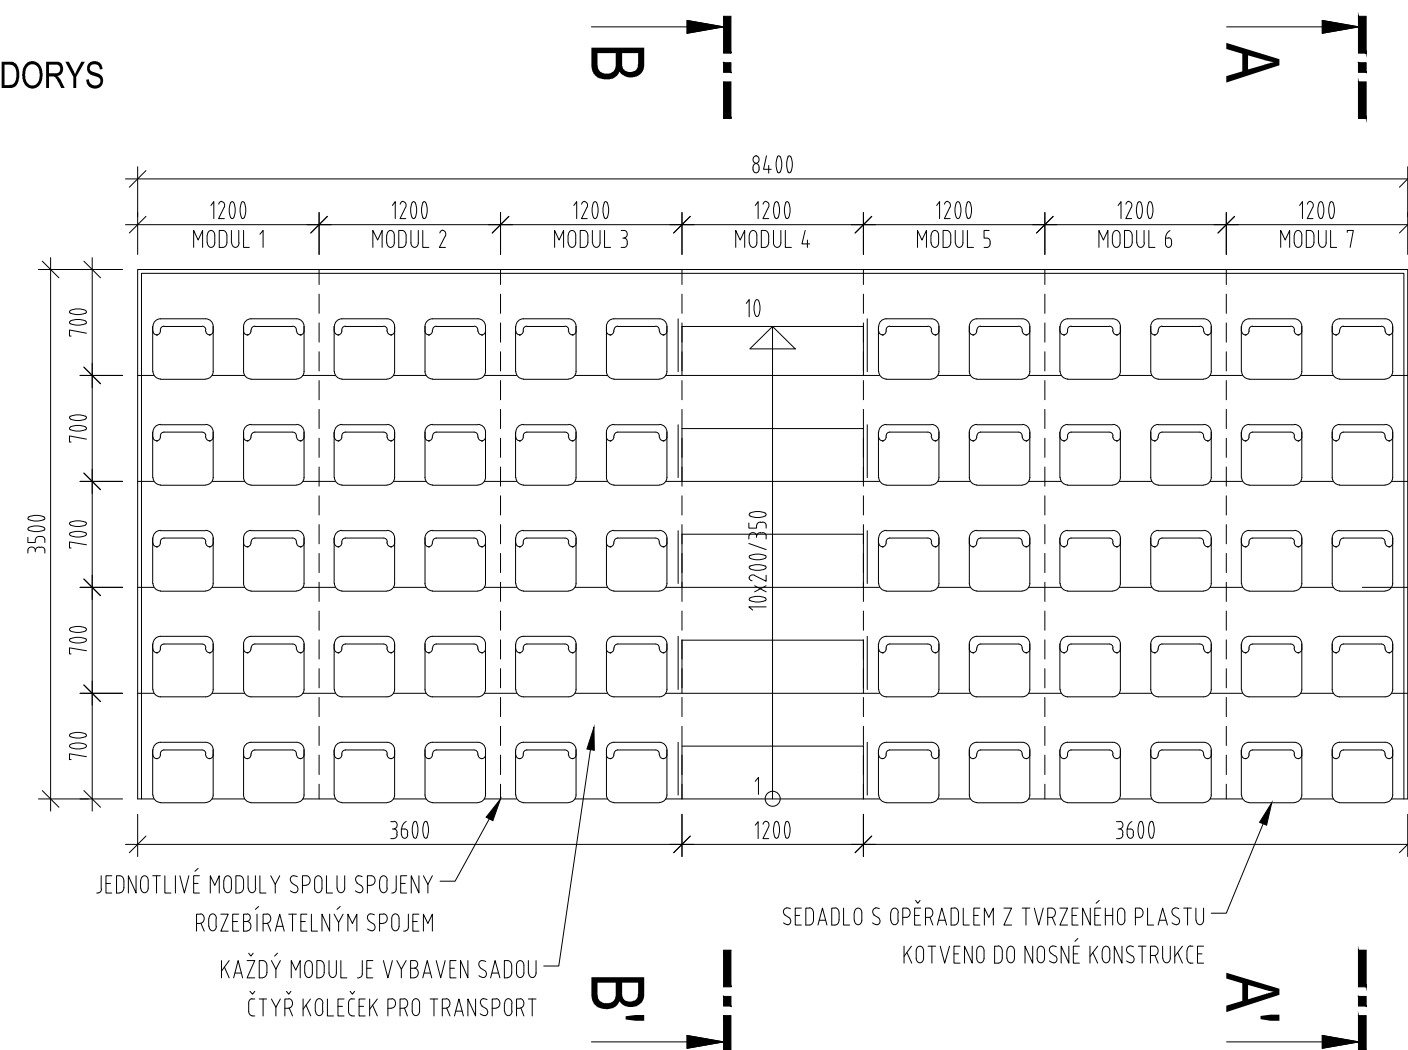 DORYS
B
A
8400
1200 1200 1200 1200 1200 1200 1200
MODUL 1 MODUL 2 MODUL 3 MODUL 4 MODUL 5 MODUL 6 MODUL 7
700
700
700
700
700
3500
10
10x200/350
1
3600 1200 3600
JEDNOTLIVÉ MODULY SPOLU SPOJENY
ROZEBÍRATELNÝM SPOJEM
KAŽDÝ MODUL JE VYBAVEN SADOU
ČTYŘ KOLEČEK PRO TRANSPORT
SEDADLO S OPĚRADLEM Z TVRZENÉHO PLASTU
KOTVENO DO NOSNÉ KONSTRUKCE
B'
A'